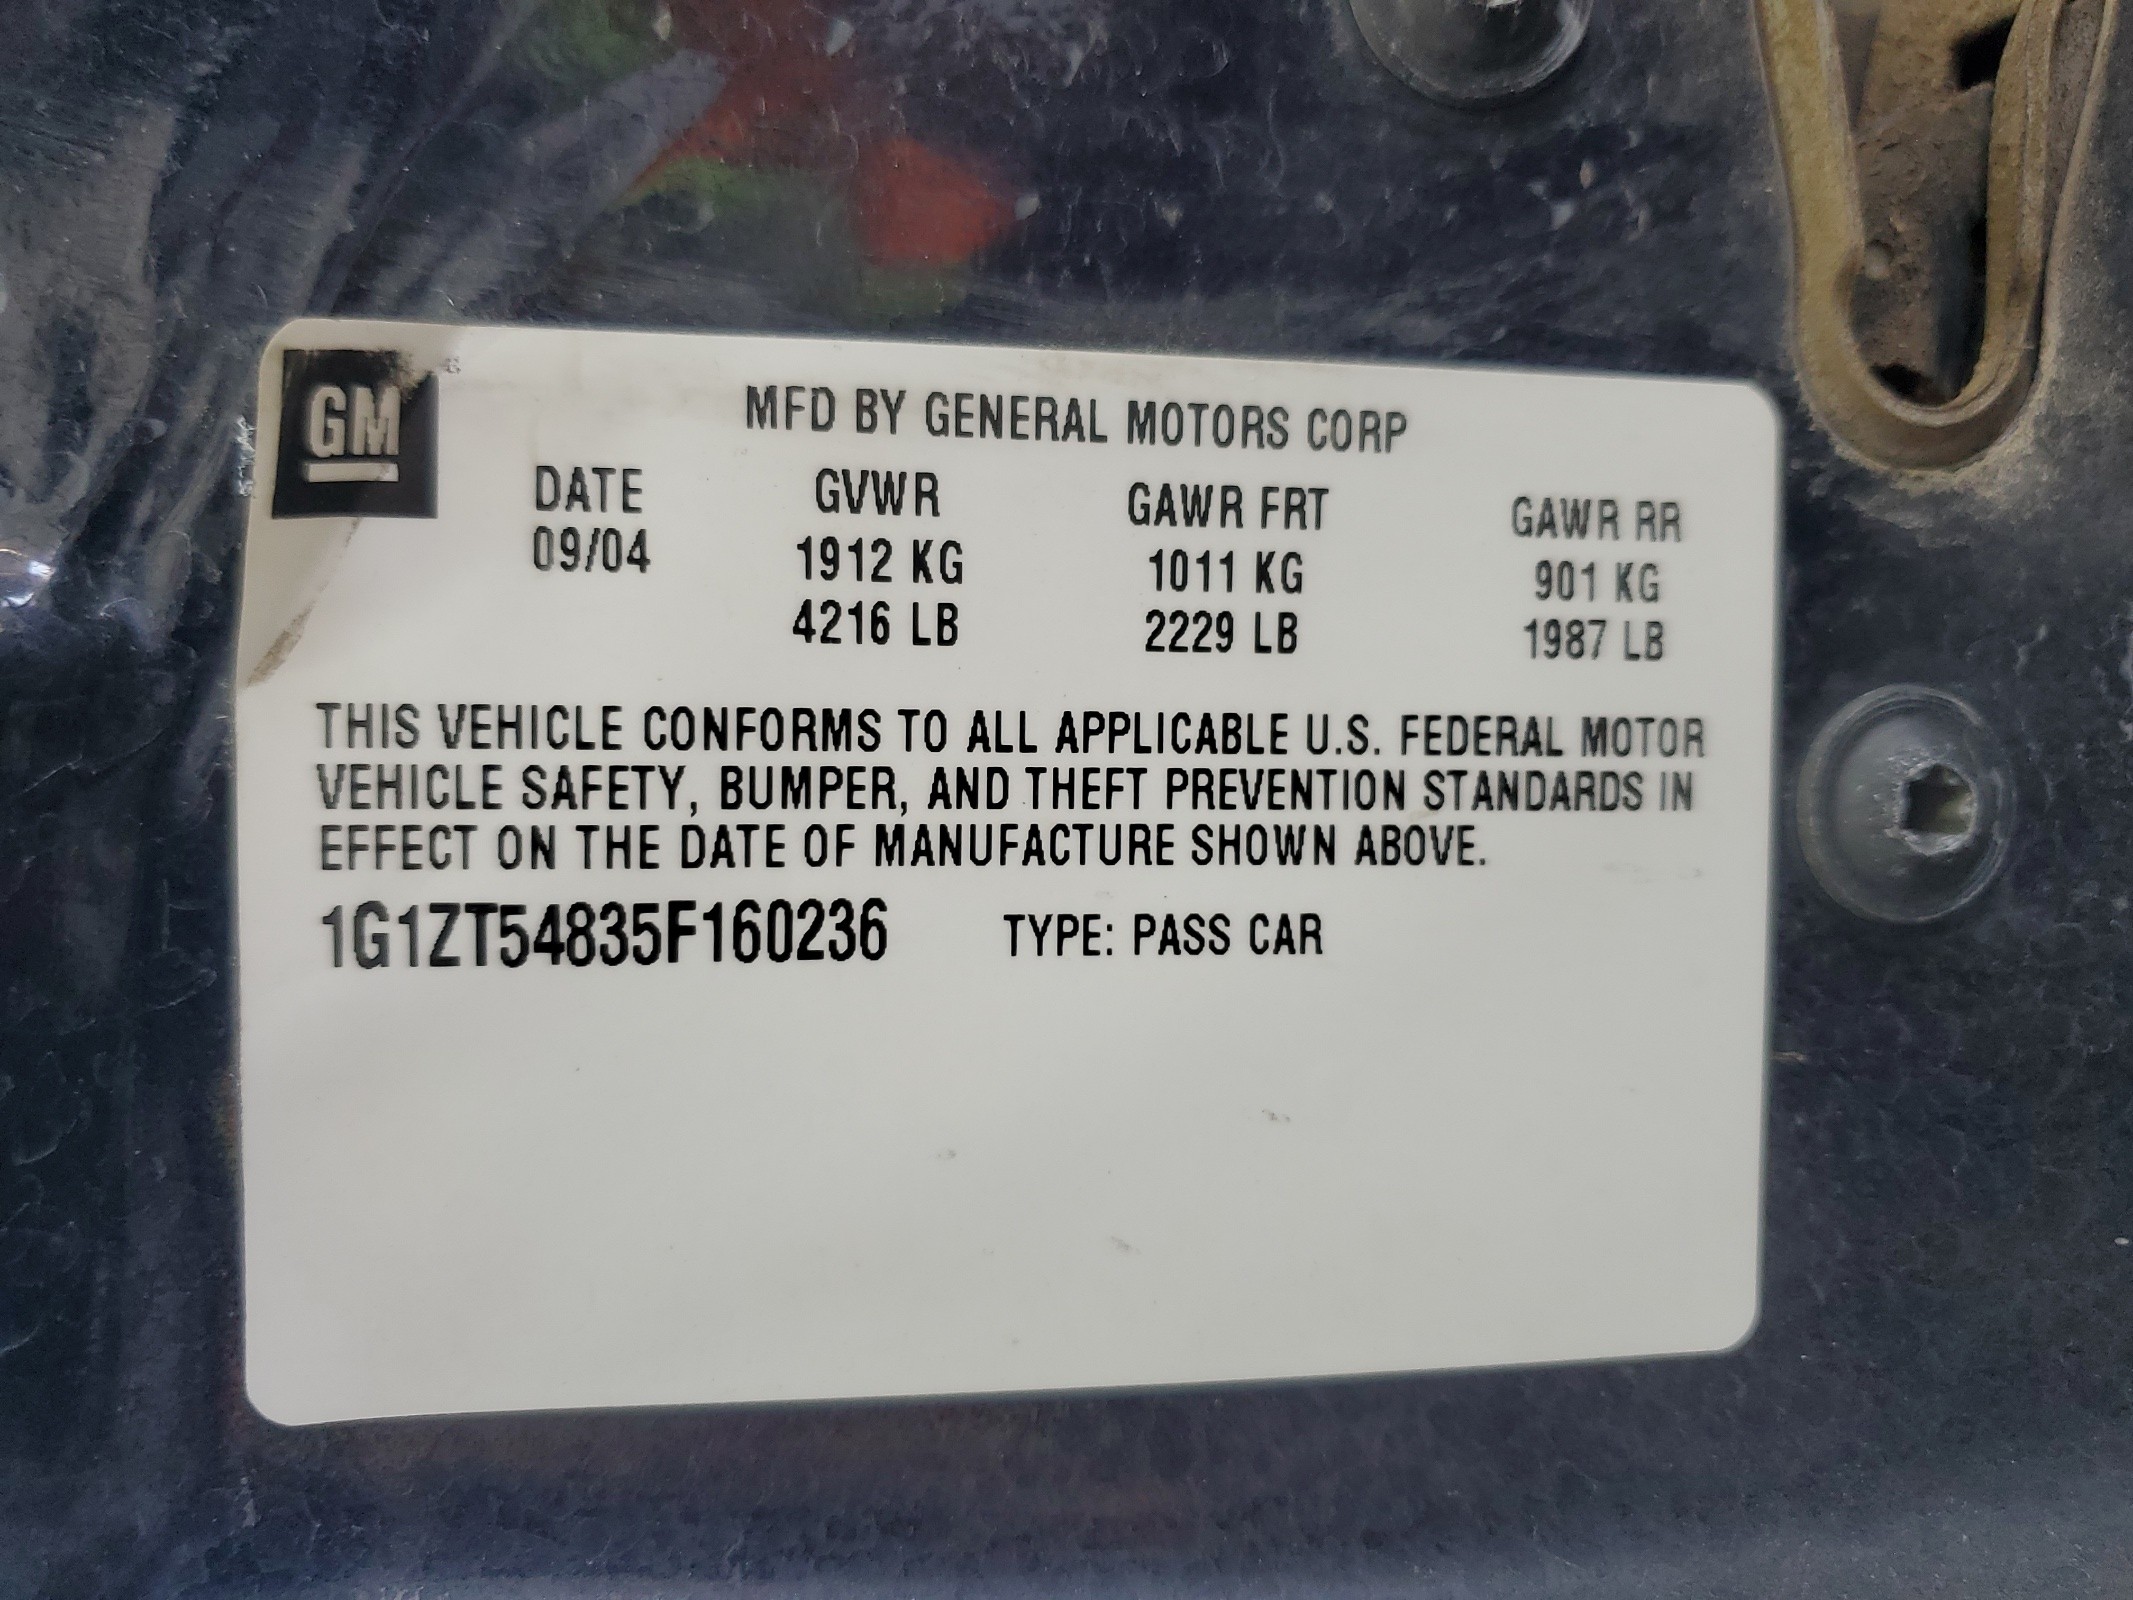 GM
MFD BY GENERAL MOTORS CORP
DATE GVWR GAWR FRT GAWR RR
09/04 1912 KG 1011 KG 901 KG
4216 LB 2229 LB 1987 LB
THIS VEHICLE CONFORMS TO ALL APPLICABLE U.S. FEDERAL MOTOR
VEHICLE SAFETY, BUMPER, AND THEFT PREVENTION STANDARDS IN
EFFECT ON THE DATE OF MANUFACTURE SHOWN ABOVE.
1G1ZT54835F160236 TYPE: PASS CAR